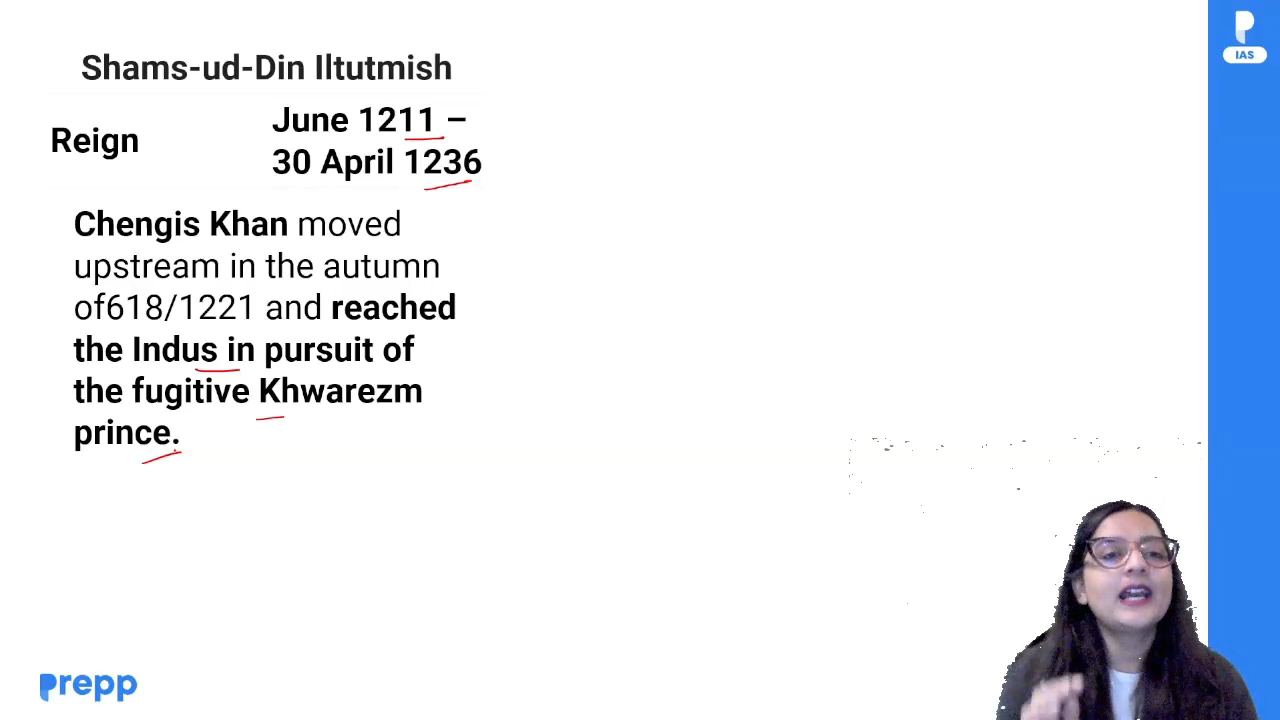 Shams-ud-Din Iltutmish
Reign
June 1211 –
30 April 1236
Chengis Khan moved
upstream in the autumn
of618/1221 and reached
the Indus in pursuit of
the fugitive Khwarezm
prince.
IAS
prepp